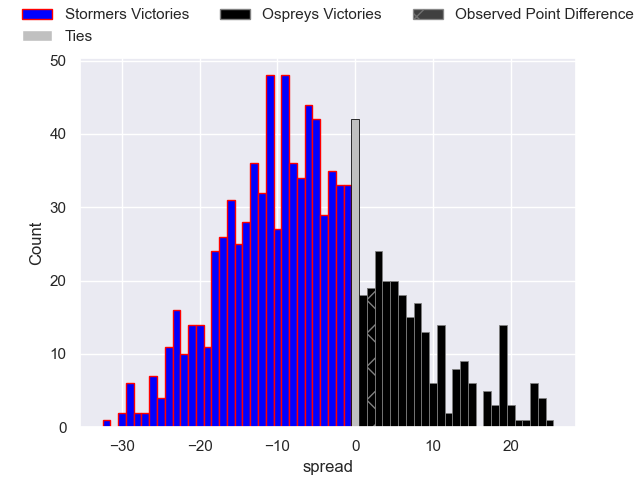 Stormers Victories
Ospreys Victories
Observed Point Difference
Ties
50
40
30
20
10
0
Count
−30
−20
−10
0
10
20
spread